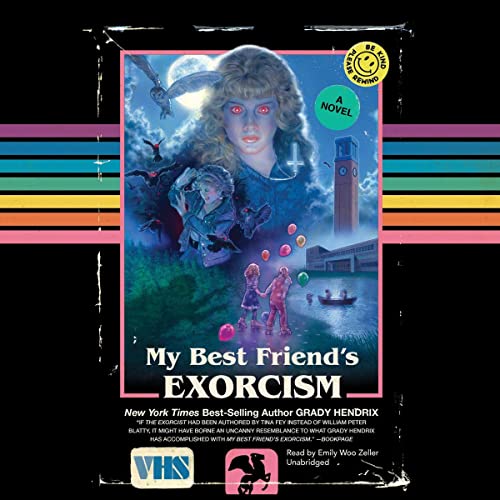 BE KIND
PLEASE REWIND
A
NOVEL
My Best Friend's
EXORCISM
New York Times Best-Selling Author GRADY HENDRIX
"IF THE EXORCIST HAD BEEN AUTHORED BY TINA FEY INSTEAD OF WILLIAM PETER
BLATTY, IT MIGHT HAVE BORNE AN UNCANNY RESEMBLANCE TO WHAT GRADY HENDRIX
HAS ACCOMPLISHED WITH MY BEST FRIEND'S EXORCISM." —BOOKPAGE
Read by Emily Woo Zeller
Unabridged
VHS